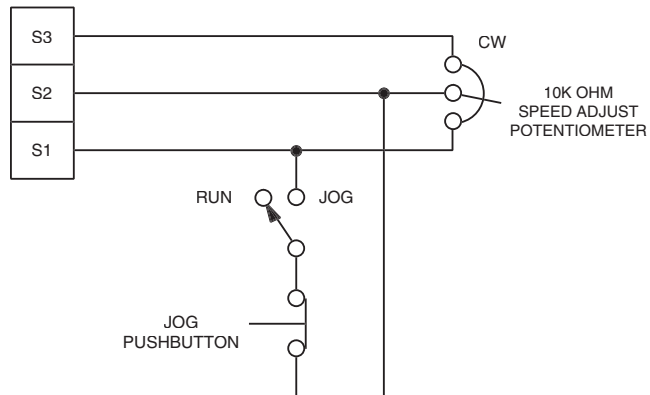 S3
CW
S2
10K OHM
SPEED ADJUST
POTENTIOMETER
S1
RUN
JOG
JOG
PUSHBUTTON